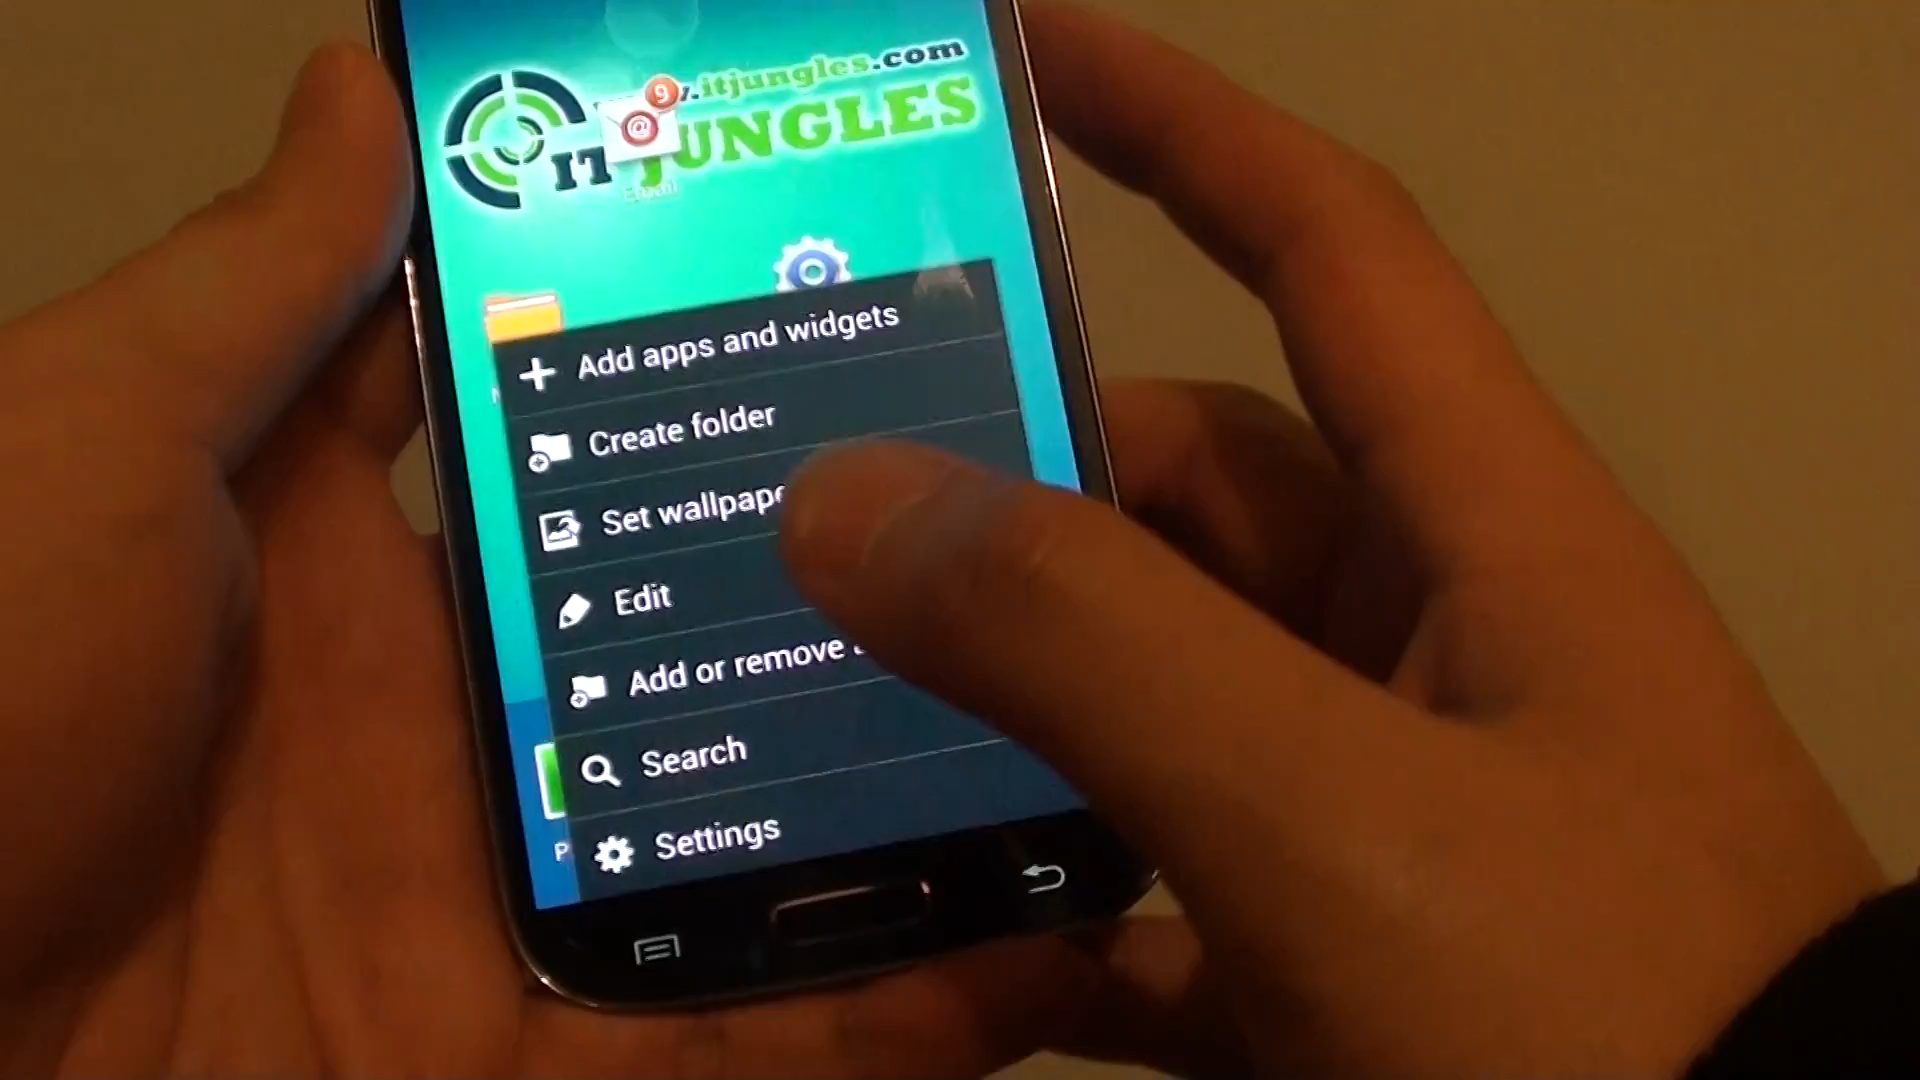 .itjungles.com
IT JUNGLES
9
@
Email
Add apps and widgets
Create folder
Set wallpape
Edit
Add or remove
Search
Settings
P